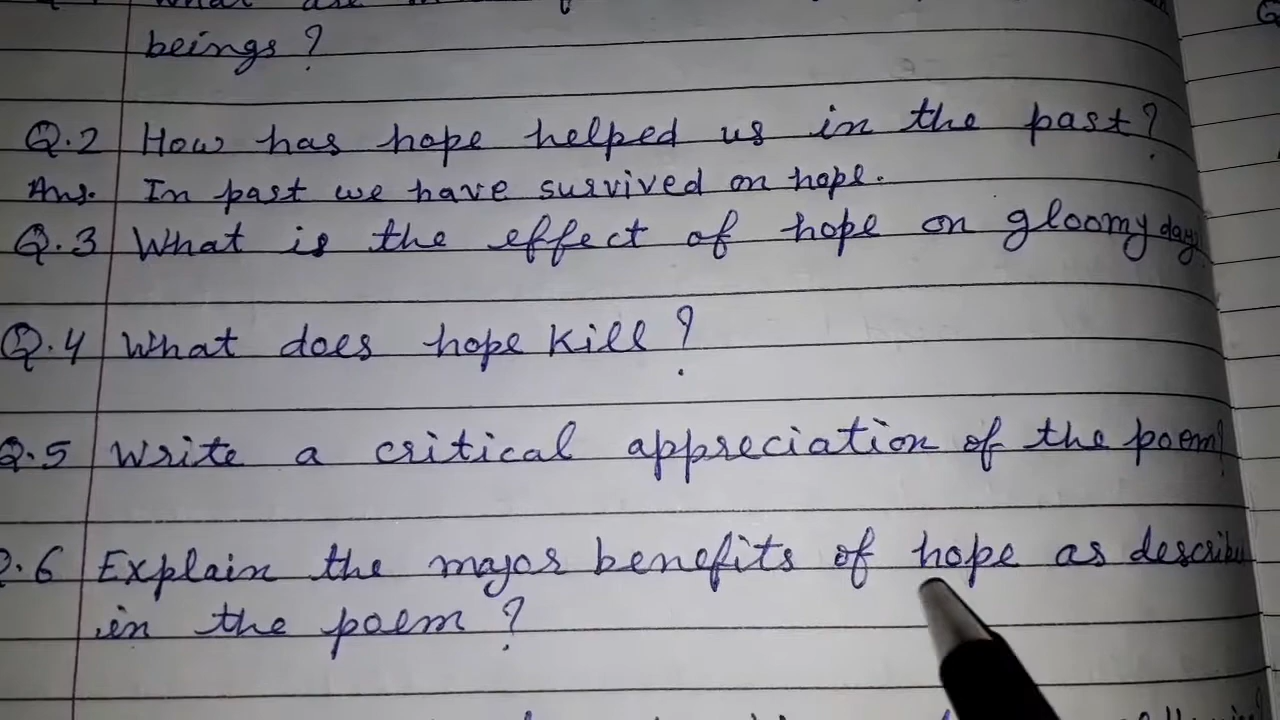 What are
beings?
Q.2 How has hope helped us in the past?
Ans. In past we have survived on hope.
Q.3 What is the effect of hope on gloomy day
Q.4 What does hope kill?
Q.5 Write a critical appreciation of the poem?
Q.6 Explain the major benefits of hope as
in the poem?